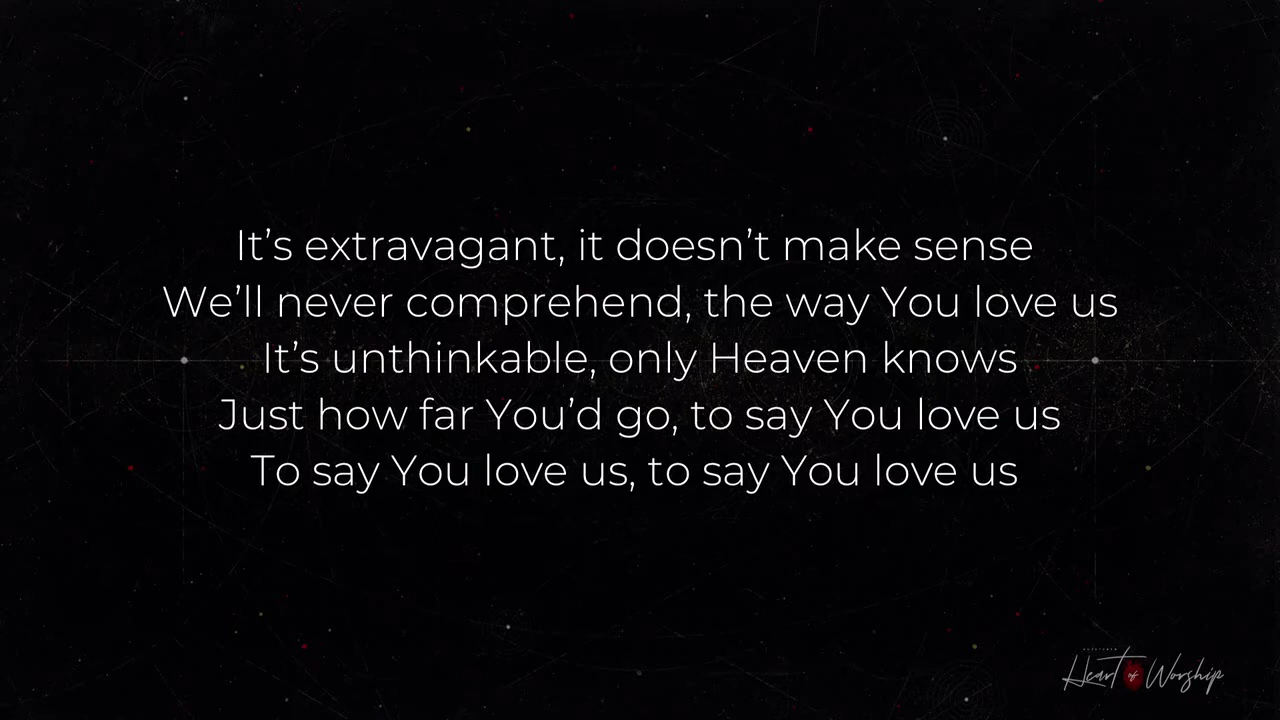 It’s extravagant, it doesn’t make sense
We’ll never comprehend, the way You love us
It’s unthinkable, only Heaven knows
Just how far You’d go, to say You love us
To say You love us, to say You love us
Heart of Worship